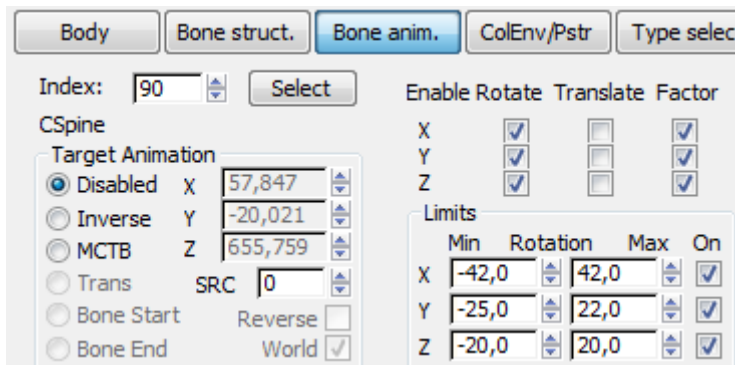 Body Bone struct. Bone anim. ColEnv/Pstr Type selec
Index: 90 Select
CSpine
Target Animation
Disabled X 57,847
Inverse Y -20,021
MCTB Z 655,759
Trans SRC 0
Bone Start Reverse
Bone End World
Enable Rotate Translate Factor
X
Y
Z
Limits
Min Rotation Max On
X -42,0 42,0
Y -25,0 22,0
Z -20,0 20,0